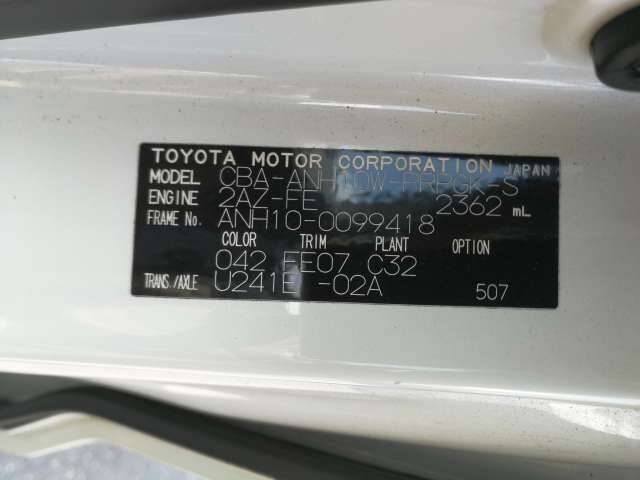 TOYOTA MOTOR CORPORATION JAPAN
MODEL CBA-ANH10W-PRPGK-S
ENGINE 2AZ-FE 2362 mL
FRAME No. ANH10-0099418
COLOR TRIM PLANT OPTION
042 FE07 C32
TRANS./AXLE U241E -02A 507